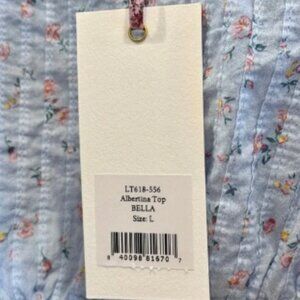 LT618-556
Albertina Top
BELLA
Size: L
8 40098 81670 7